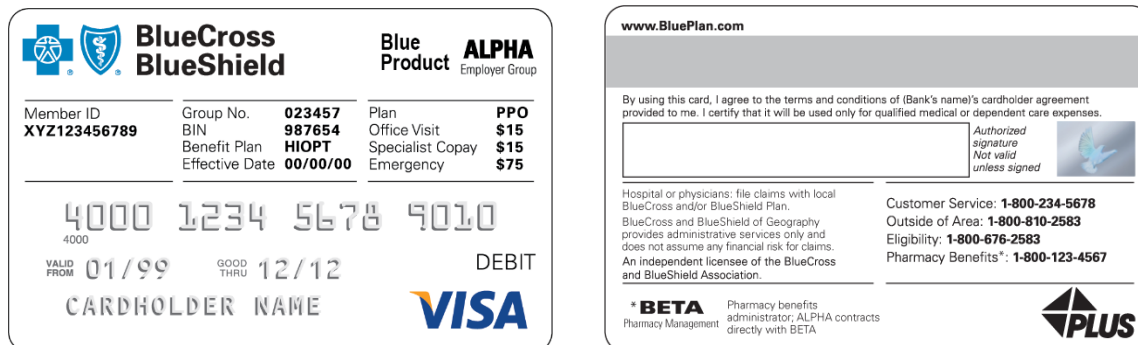 BlueCross
BlueShield
Blue
Product
ALPHA
Employer Group
Member ID
XYZ123456789
Group No. 023457
BIN 987654
Benefit Plan HIOPT
Effective Date 00/00/00
Plan PPO
Office Visit $15
Specialist Copay $15
Emergency $75
4000 1234 5678 9010
4000
VALID
FROM 01/99
GOOD
THRU 12/12
DEBIT
CARDHOLDER NAME
VISA
www.BluePlan.com
By using this card, I agree to the terms and conditions of (Bank's name)'s cardholder agreement
provided to me. I certify that it will be used only for qualified medical or dependent care expenses.
Authorized
signature
Not valid
unless signed
Hospital or physicians: file claims with local
BlueCross and/or BlueShield Plan.
BlueCross and BlueShield of Geography
provides administrative services only and
does not assume any financial risk for claims.
An independent licensee of the BlueCross
and BlueShield Association.
Customer Service: 1-800-234-5678
Outside of Area: 1-800-810-2583
Eligibility: 1-800-676-2583
Pharmacy Benefits*: 1-800-123-4567
* BETA
Pharmacy Management
Pharmacy benefits
administrator; ALPHA contracts
directly with BETA
PLUS